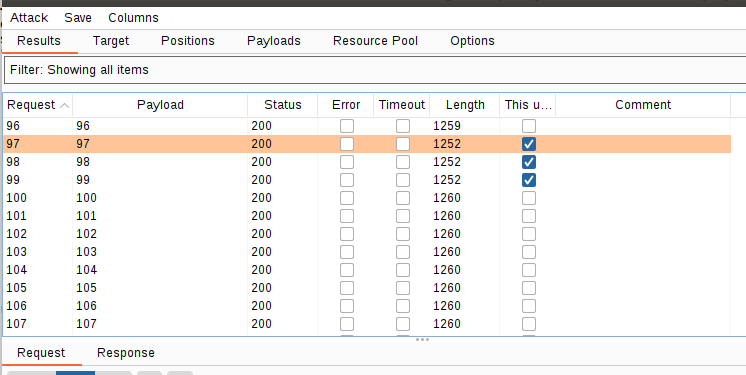 Attack Save Columns
Results Target Positions Payloads Resource Pool Options
Filter: Showing all items
Request Payload Status Error Timeout Length This u... Comment
96 96 200 1259
97 97 200 1252
98 98 200 1252
99 99 200 1252
100 100 200 1260
101 101 200 1260
102 102 200 1260
103 103 200 1260
104 104 200 1260
105 105 200 1260
106 106 200 1260
107 107 200 1260
Request Response